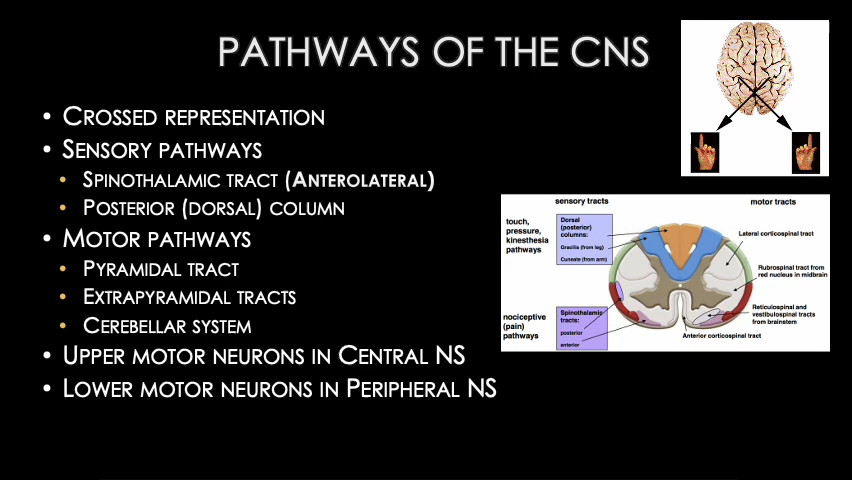 PATHWAYS OF THE CNS
• CROSSED REPRESENTATION
• SENSORY PATHWAYS
• SPINOTHALAMIC TRACT (ANTEROLATERAL)
• POSTERIOR (DORSAL) COLUMN
• MOTOR PATHWAYS
• PYRAMIDAL TRACT
• EXTRAPYRAMIDAL TRACTS
• CEREBELLAR SYSTEM
• UPPER MOTOR NEURONS IN CENTRAL NS
• LOWER MOTOR NEURONS IN PERIPHERAL NS
sensory tracts
motor tracts
touch,
pressure,
kinesthesia
pathways
Dorsal
(posterior)
columns:
Gracilis (from leg)
Cuneate (from arm)
nociceptive
(pain)
pathways
Spinothalamic
tracts:
posterior
anterior
Lateral corticospinal tract
Rubrospinal tract from
red nucleus in midbrain
Reticulospinal and
vestibulospinal tracts
from brainstem
Anterior corticospinal tract